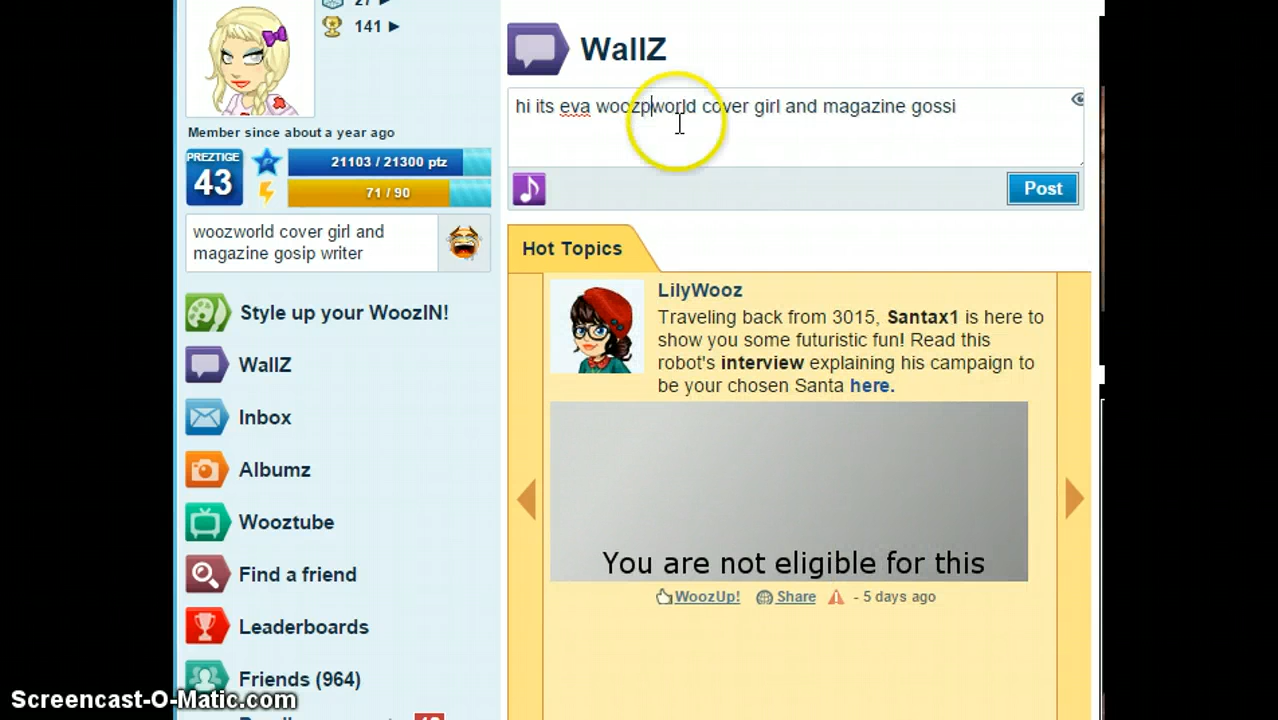 27 ▶
141 ▶
Member since about a year ago
PREZTIGE
43
21103 / 21300 ptz
71 / 90
woozworld cover girl and
magazine gosip writer
Style up your WoozIN!
WallZ
Inbox
Albumz
Wooztube
Find a friend
Leaderboards
Friends (964)
WallZ
hi its eva woozpworld cover girl and magazine gossi
Post
Hot Topics
LilyWooz
Traveling back from 3015, Santax1 is here to
show you some futuristic fun! Read this
robot's interview explaining his campaign to
be your chosen Santa here.
You are not eligible for this
WoozUp! Share - 5 days ago
Screencast-O-Matic.com